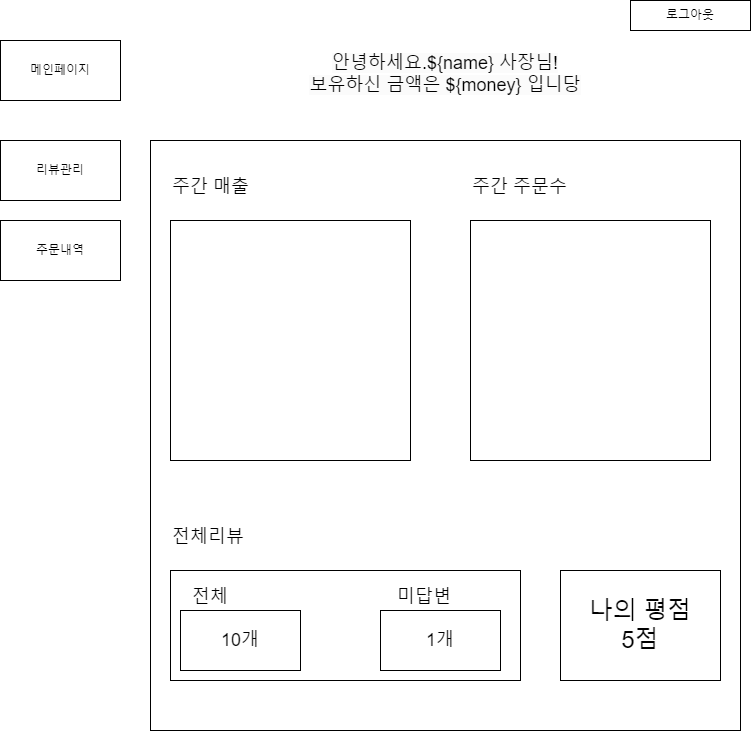 로그아웃
메인페이지
안녕하세요.${name} 사장님!
보유하신 금액은 ${money} 입니당
리뷰관리
주문내역
주간 매출
주간 주문수
전체리뷰
전체
미답변
10개
1개
나의 평점
5점